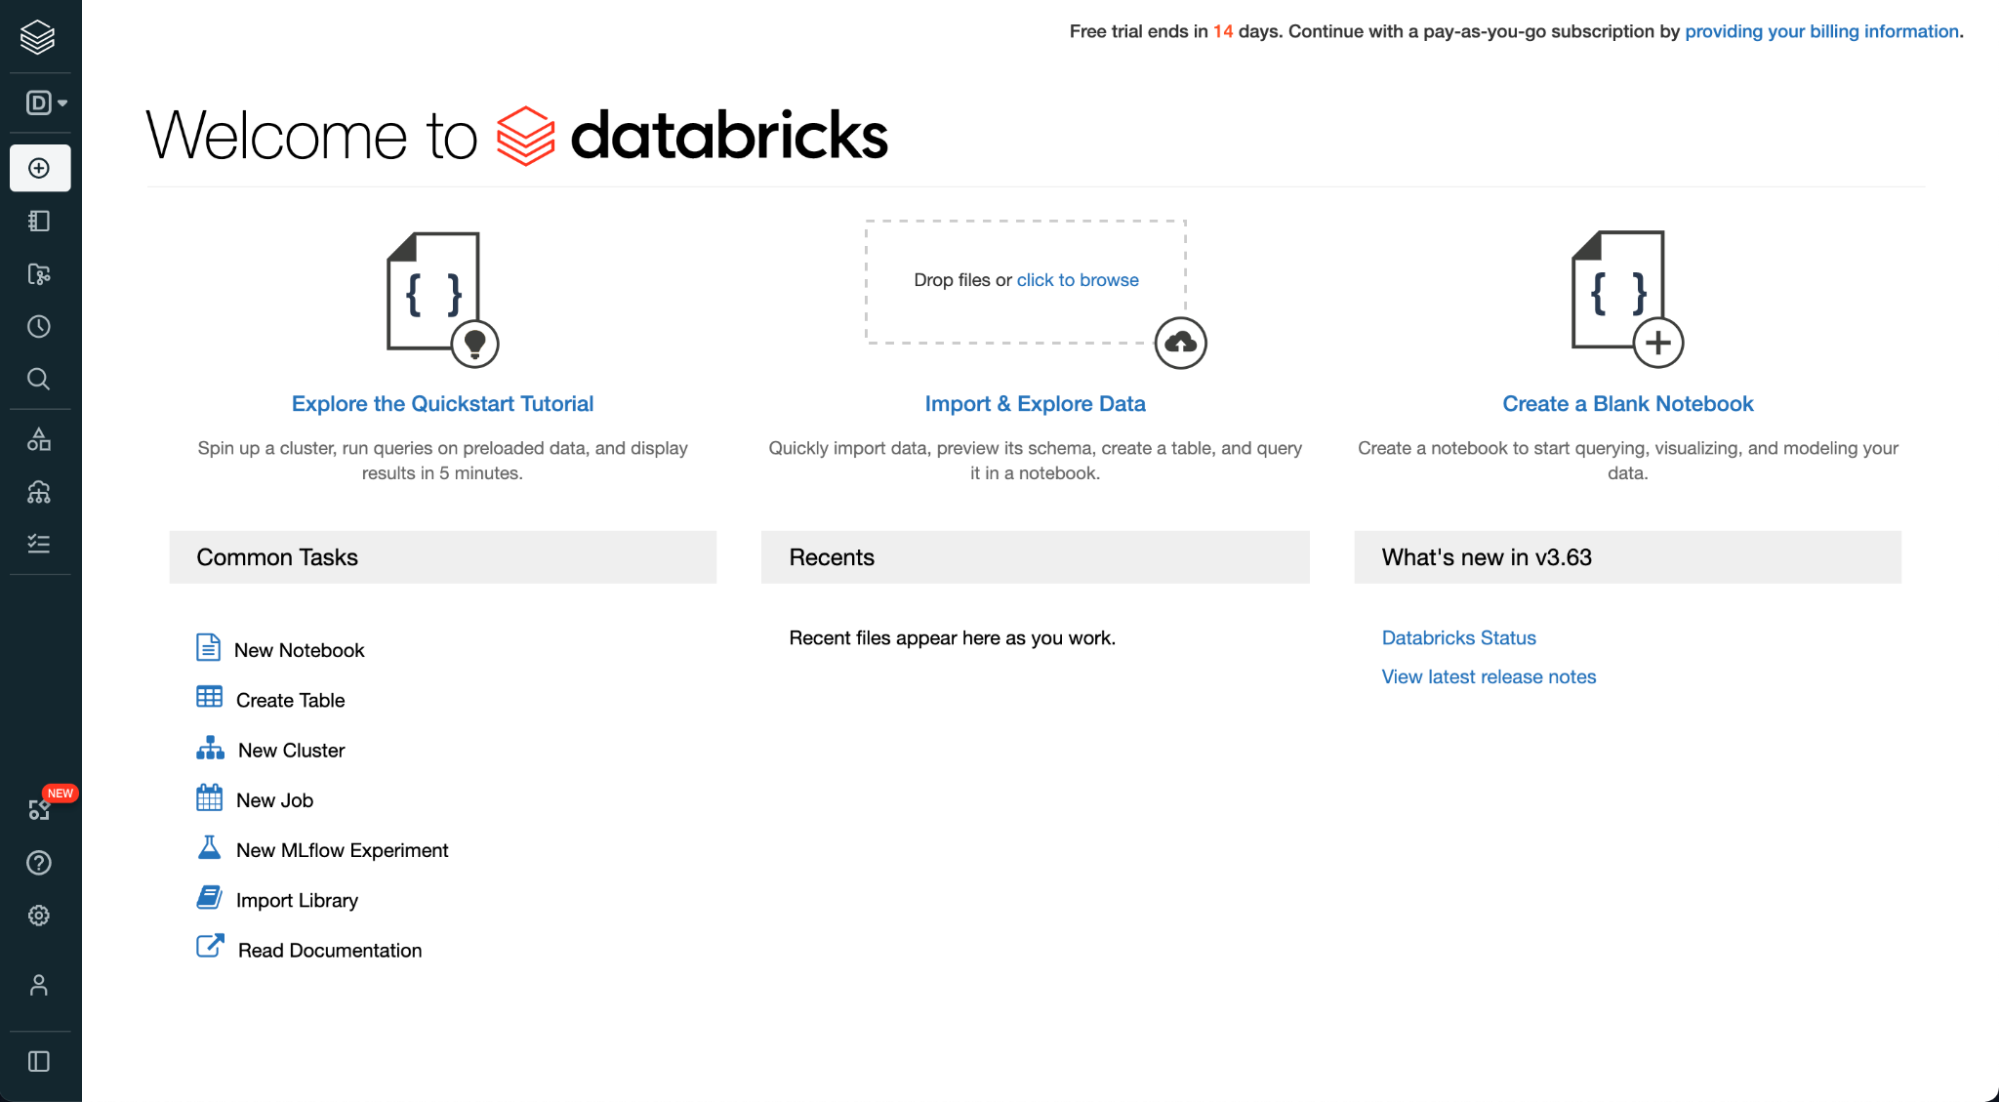 Free trial ends in 14 days. Continue with a pay-as-you-go subscription by providing your billing information.
D
Welcome to databricks
{ }
Drop files or click to browse
{ }
Explore the Quickstart Tutorial
Import & Explore Data
Create a Blank Notebook
Spin up a cluster, run queries on preloaded data, and display
results in 5 minutes.
Quickly import data, preview its schema, create a table, and query
it in a notebook.
Create a notebook to start querying, visualizing, and modeling your
data.
Common Tasks
Recents
What's new in v3.63
New Notebook
Create Table
New Cluster
New Job
New MLflow Experiment
Import Library
Read Documentation
Recent files appear here as you work.
Databricks Status
View latest release notes
NEW